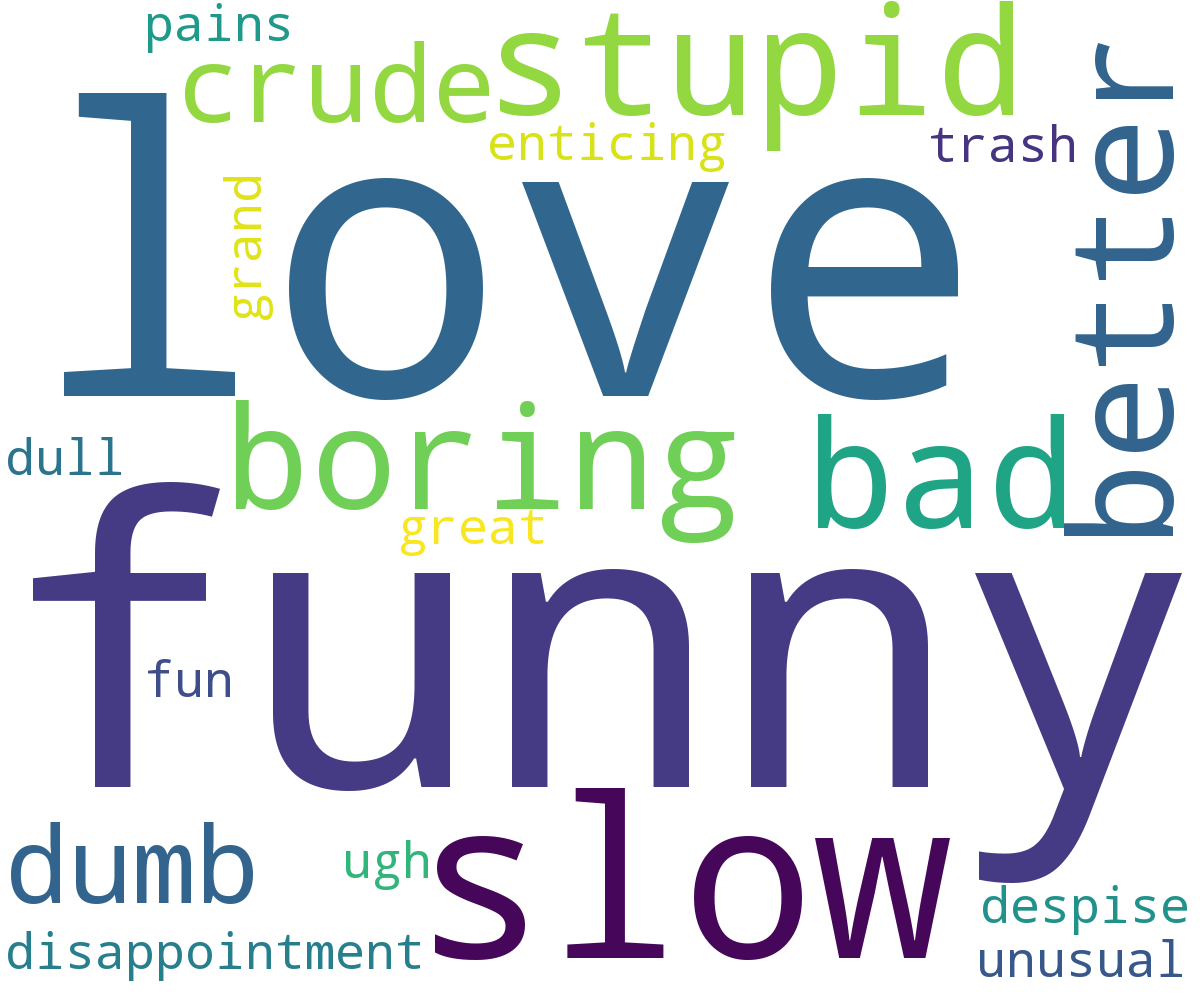 pains
crude
stupid
enticing
trash
better
love
grand
boring
bad
dull
great
funny
fun
slow
dumb
ugh
despise
disappointment
unusual